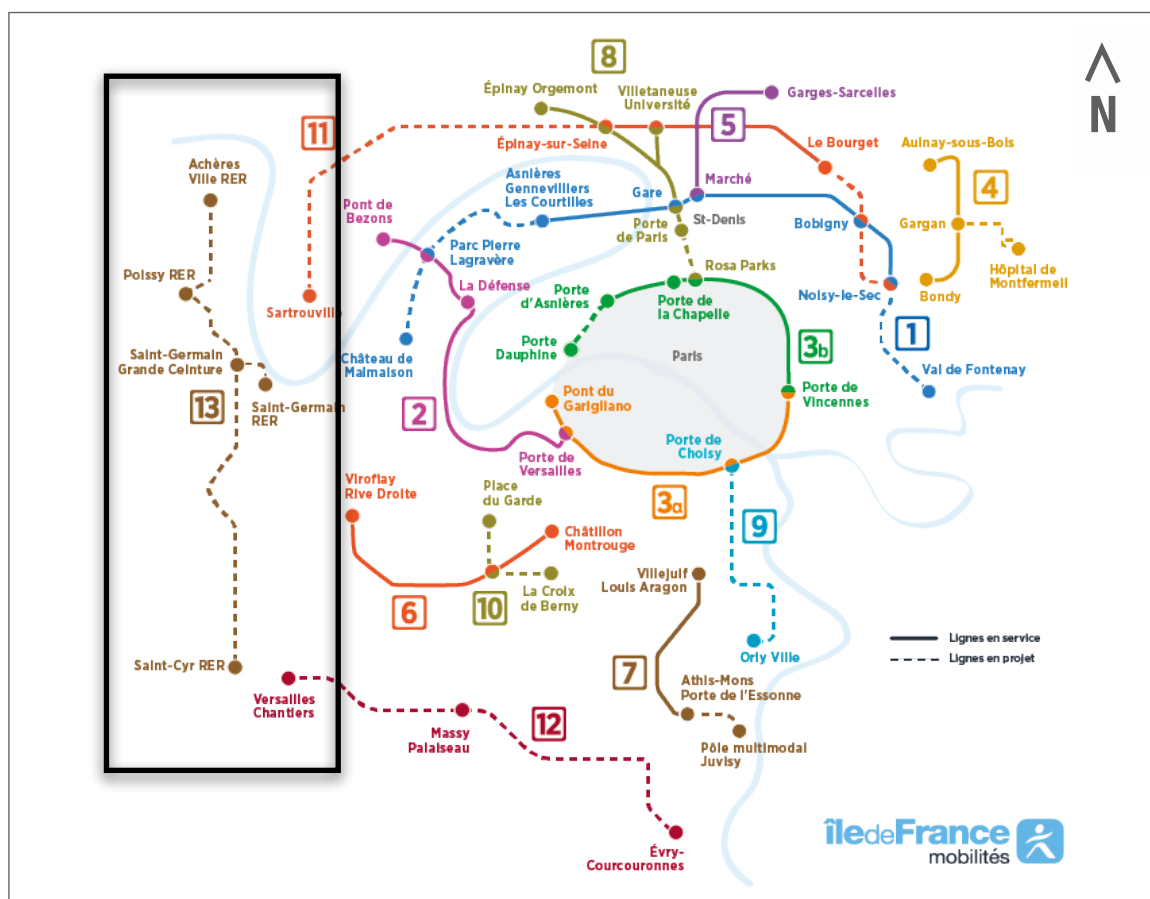 8
Épinay Orgemont
Villetaneuse
Université
Garges-Sarcelles
N
11
5
Épinay-sur-Seine
Le Bourget
Aulnay-sous-Bois
Achères
Ville RER
Asnières
Gennevilliers
Les Courtilles
Gare
Marché
4
Pont de
Bezons
St-Denis
Porte
de Paris
Bobigny
Gargan
Parc Pierre
Lagravère
Poissy RER
Rosa Parks
Hôpital de
Montfermeil
La Défense
Porte
d'Asnières
Porte de
la Chapelle
Noisy-le-Sec
Bondy
Sartrouville
1
Porte
Dauphine
Paris
3b
Saint-Germain
Grande Ceinture
Château de
Malmaison
Val de Fontenay
13
Saint-Germain
RER
2
Pont du
Garigliano
Porte de
Vincennes
Porte de
Choisy
Porte de
Versailles
Viroflay
Rive Droite
Place
du Garde
3a
9
Châtillon
Montrouge
Villejuif
Louis Aragon
6
10
La Croix
de Berny
Lignes en service
Orly Ville
Lignes en projet
Saint-Cyr RER
7
Athis-Mons
Porte de l'Essonne
Versailles
Chantiers
Massy
Palaiseau
12
Pôle multimodal
Juvisy
île de France
mobilités
Évry-
Courcouronnes